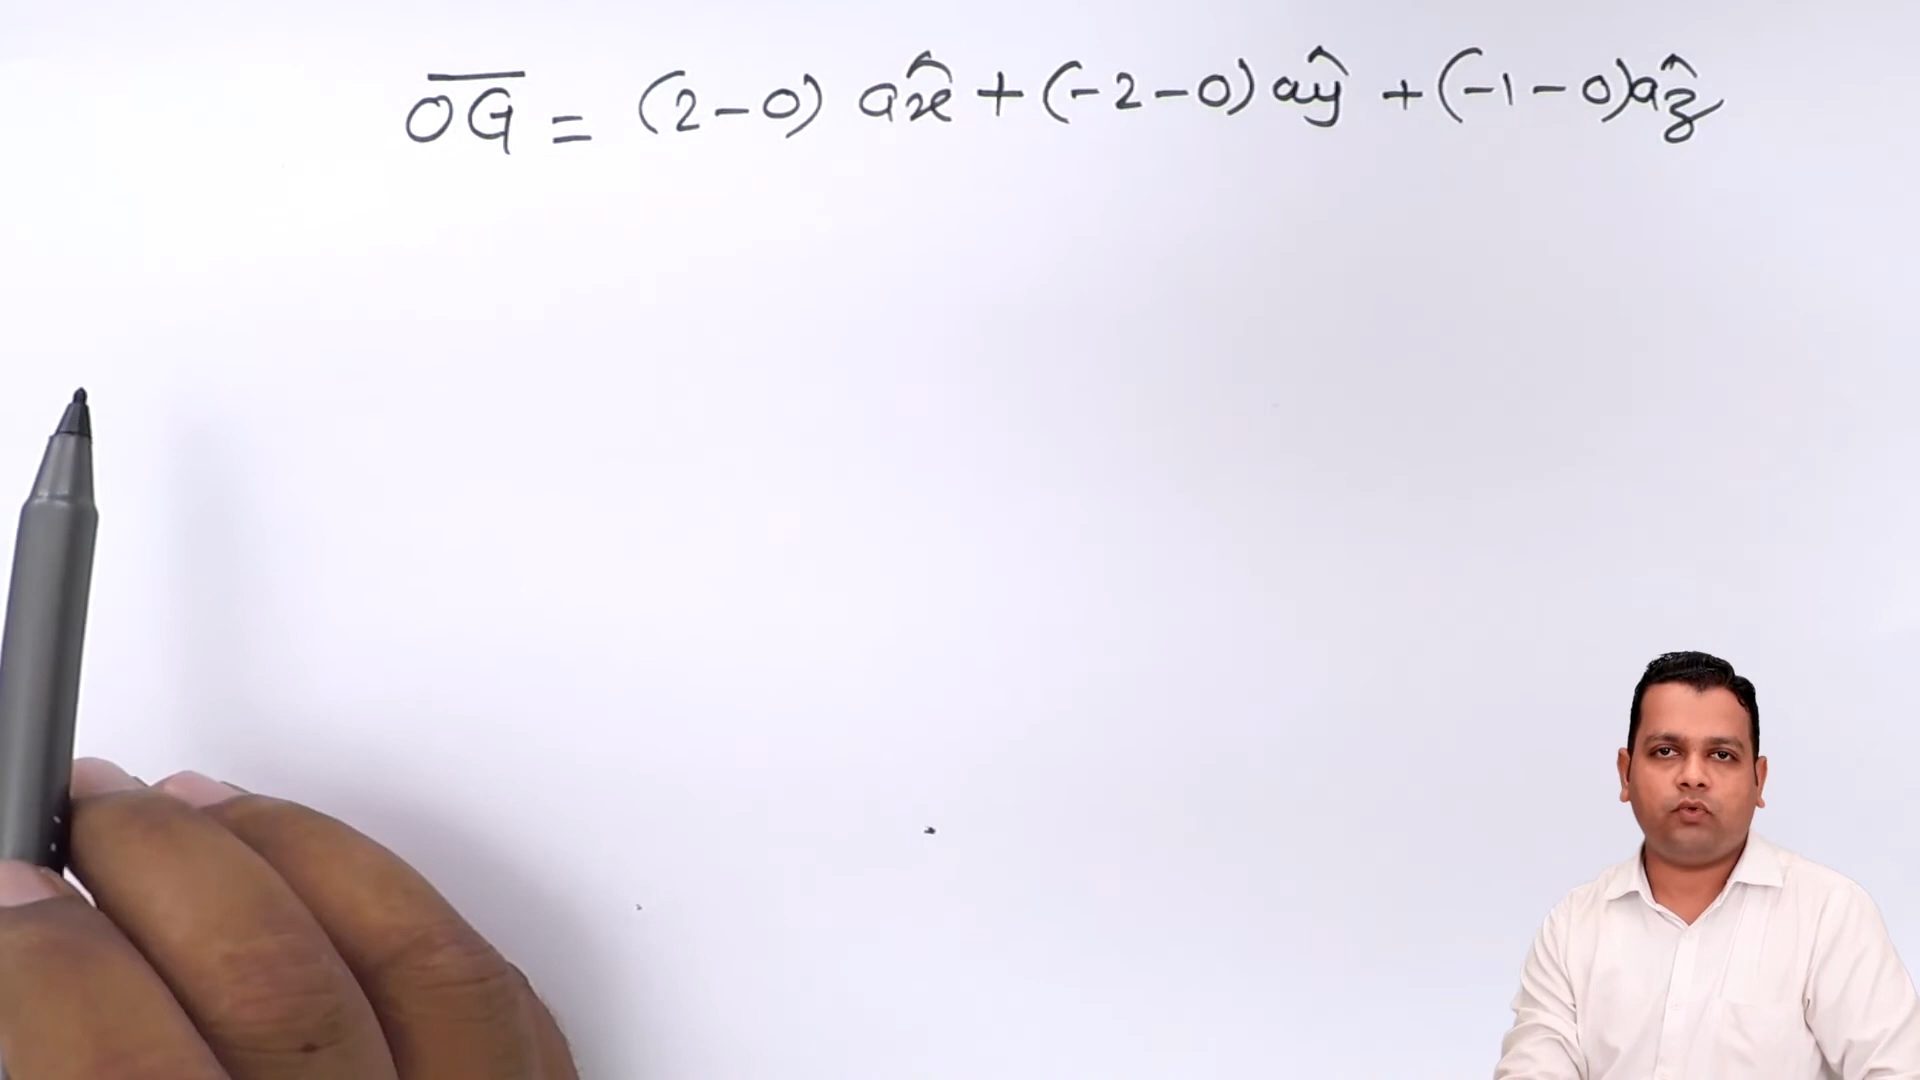 OG = (2-0) ax̂ + (-2-0) aŷ + (-1-0) aẑ